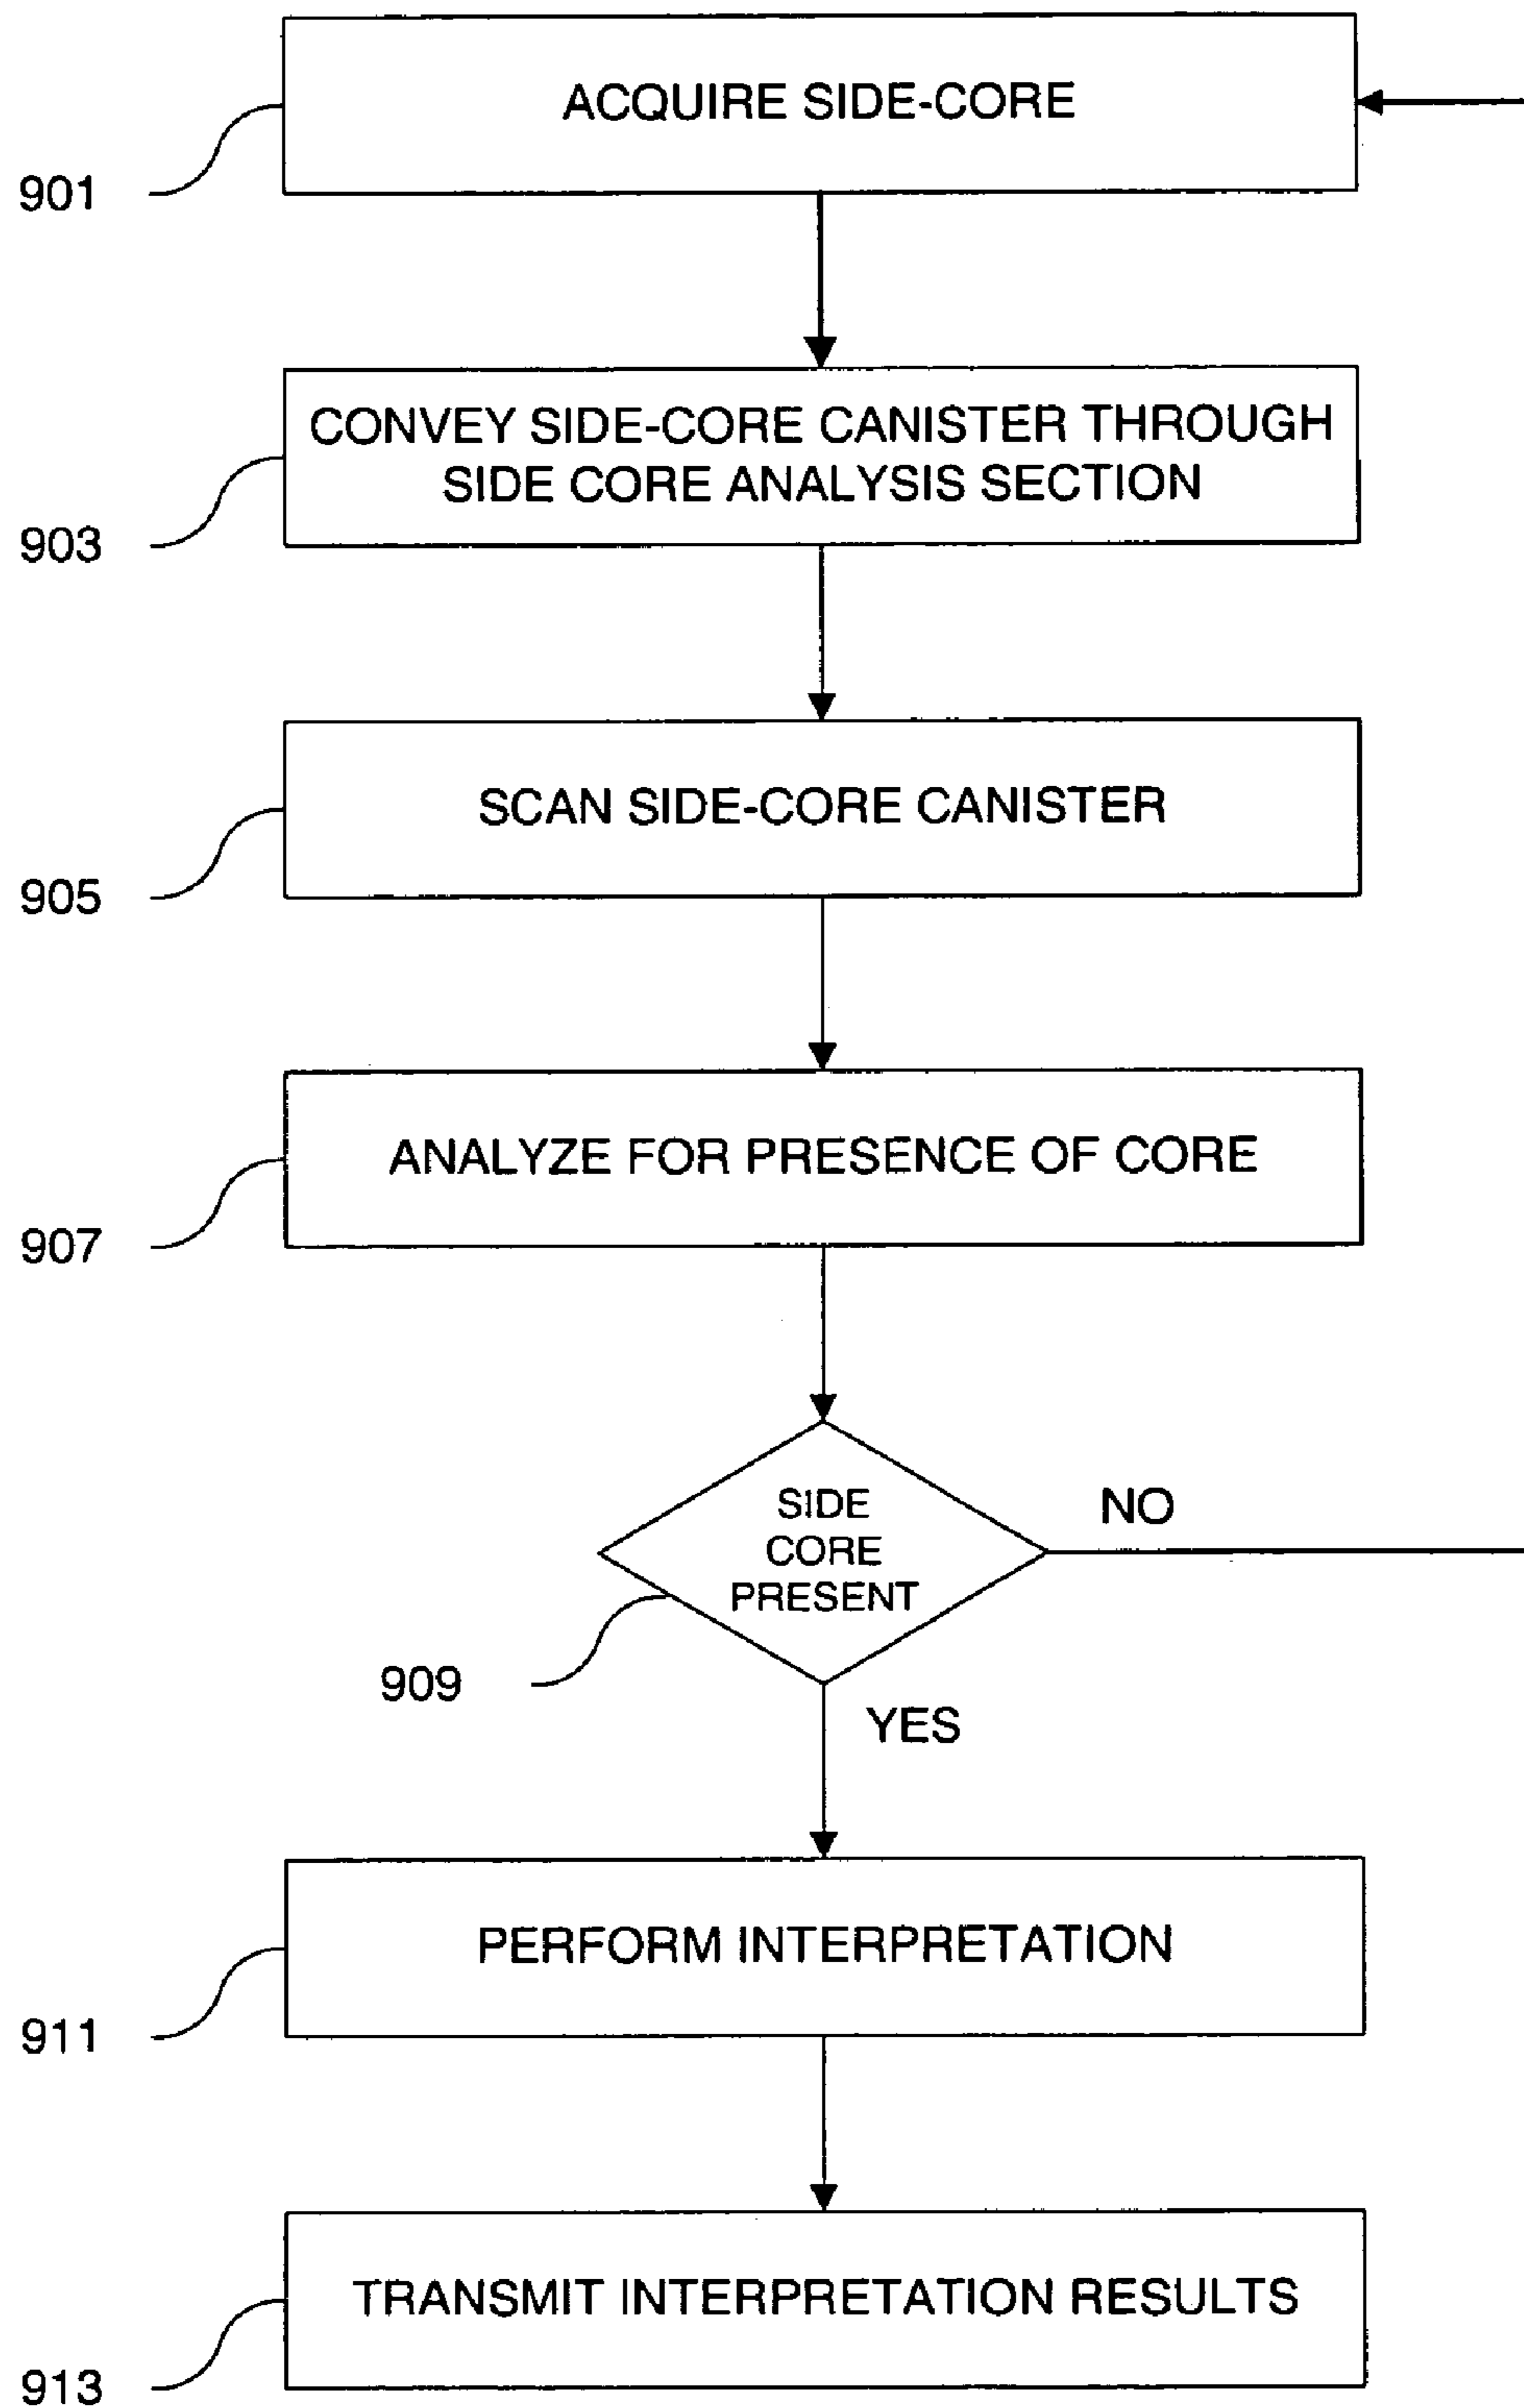 ACQUIRE SIDE-CORE
901
CONVEY SIDE-CORE CANISTER THROUGH
SIDE CORE ANALYSIS SECTION
903
SCAN SIDE-CORE CANISTER
905
ANALYZE FOR PRESENCE OF CORE
907
SIDE
CORE
PRESENT
NO
909
YES
PERFORM INTERPRETATION
911
TRANSMIT INTERPRETATION RESULTS
913